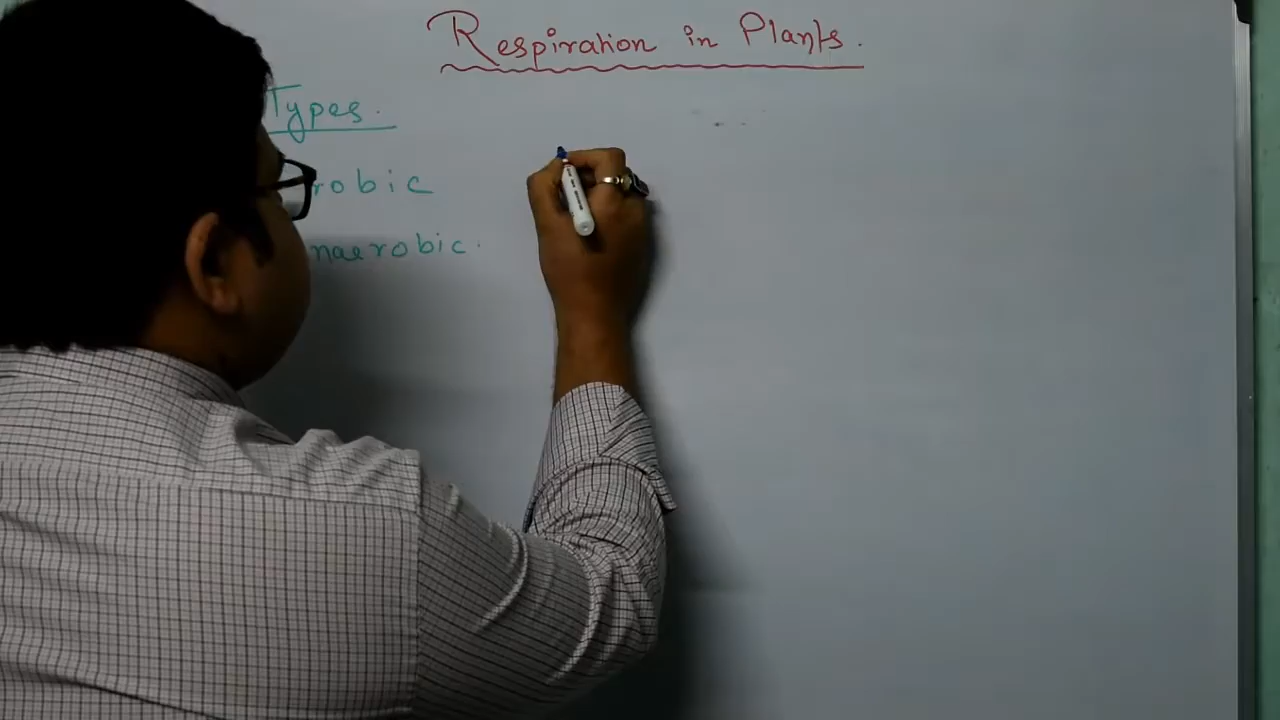 Respiration in Plants.
Types.
robic
naerobic.